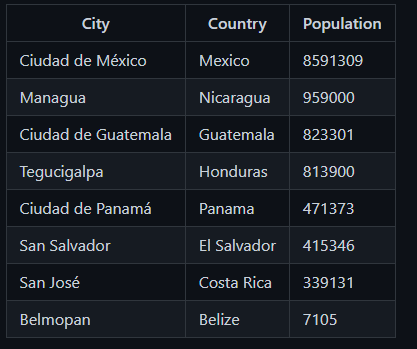 City Country Population
Ciudad de México Mexico 8591309
Managua Nicaragua 959000
Ciudad de Guatemala Guatemala 823301
Tegucigalpa Honduras 813900
Ciudad de Panamá Panama 471373
San Salvador El Salvador 415346
San José Costa Rica 339131
Belmopan Belize 7105